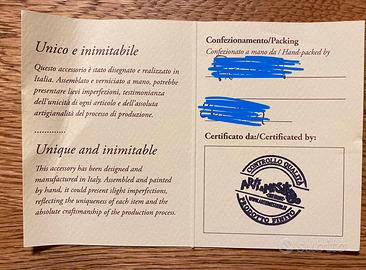 Unico e inimitabile
Questo accessorio è stato disegnato e realizzato in
Italia. Assemblato e verniciato a mano, potrebbe
presentare lievi imperfezioni, testimonianza
dell'unicità di ogni articolo e dell'assoluta
artigianalità del processo di produzione.
..............
Unique and inimitable
This accessory has been designed and
manufactured in Italy. Assembled and painted
by hand, it could present slight imperfections,
reflecting the uniqueness of each item and the
absolute craftsmanship of the production process.
Confezionamento/Packing
Confezionato a mano da / Hand-packed by
Certificato da:/Certificated by:
CONTROLLO QUALITÀ
PRODOTTO FINITO